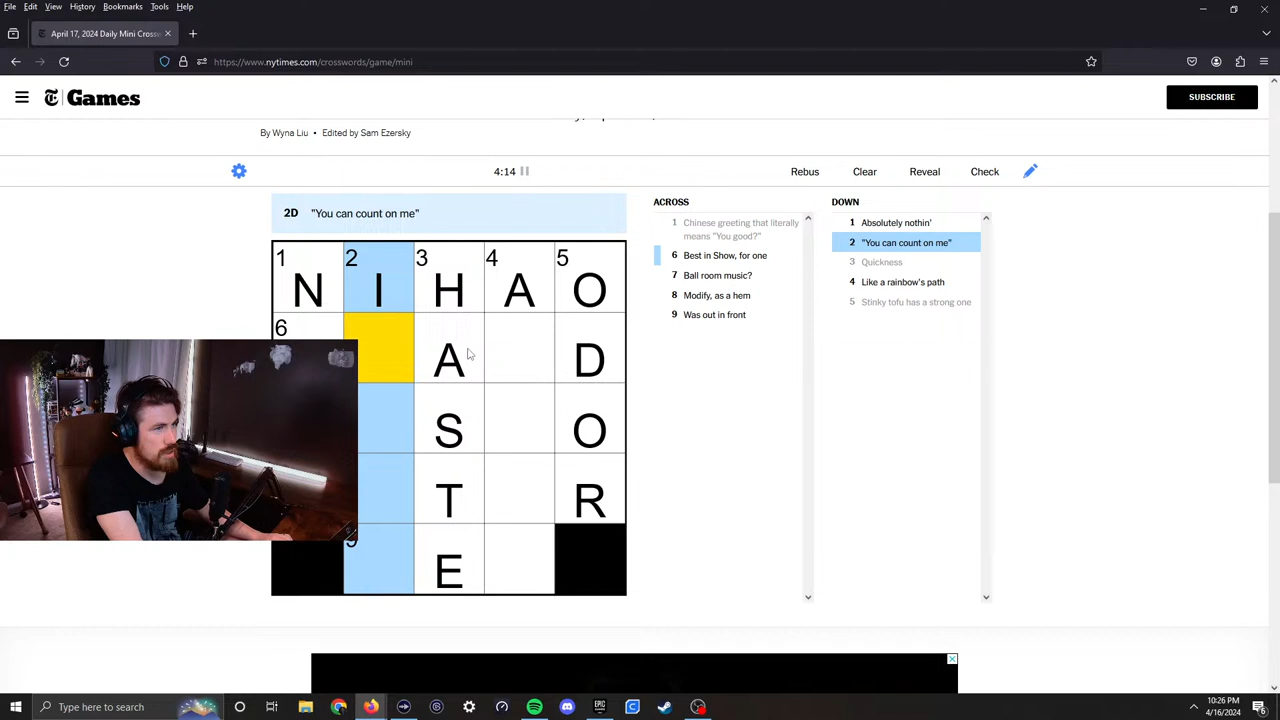 File Edit View History Bookmarks Tools Help
April 17, 2024 Daily Mini Crossw
https://www.nytimes.com/crosswords/game/mini
Games
SUBSCRIBE
By Wyna Liu • Edited by Sam Ezersky
4:14
Rebus Clear Reveal Check
2D "You can count on me"
ACROSS
1 Chinese greeting that literally
means "You good?"
6 Best in Show, for one
7 Ball room music?
8 Modify, as a hem
9 Was out in front
DOWN
1 Absolutely nothin'
2 "You can count on me"
3 Quickness
4 Like a rainbow's path
5 Stinky tofu has a strong one
1 2 3 4 5
N I H A O
6
A D
S O
T R
9
E
Type here to search
10:26 PM
4/16/2024